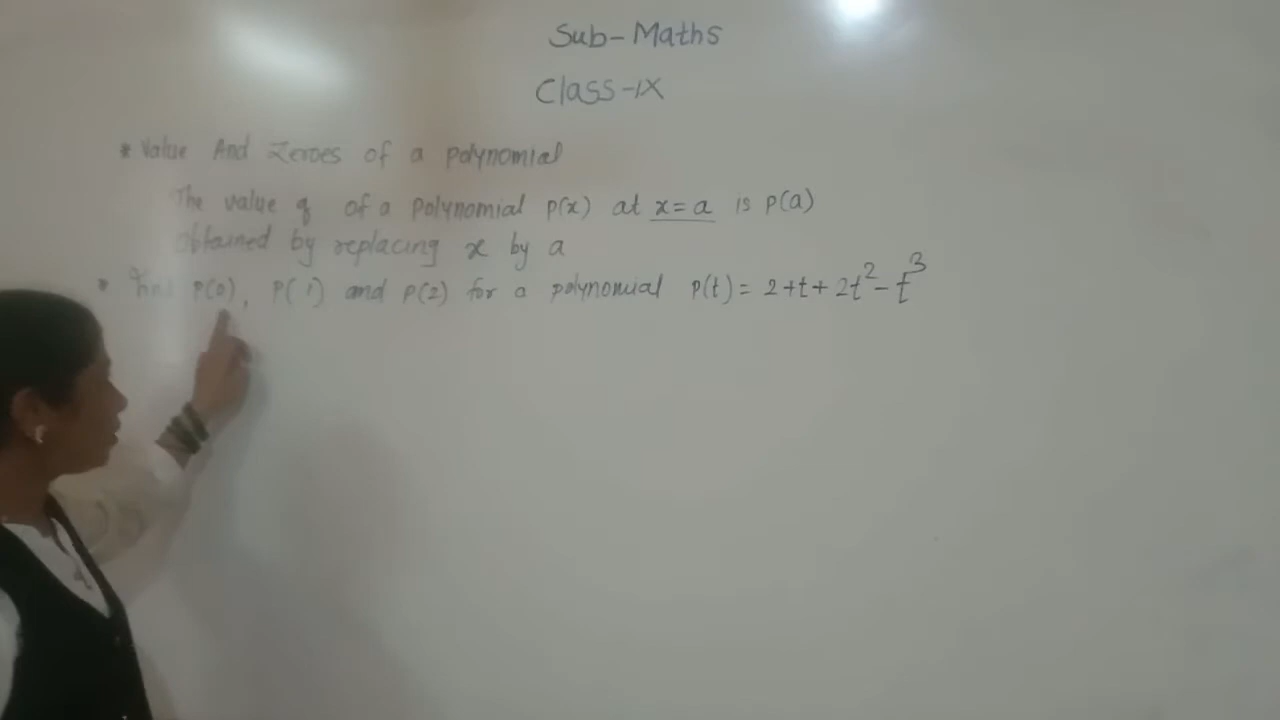 Sub-Maths
Class-IX
* Value And Zeroes of a Polynomial
The value of of a Polynomial P(x) at x=a is P(a)
obtained by replacing x by a
* find P(0), P(1) and P(2) for a polynomial P(t) = 2+t+2t²-t³